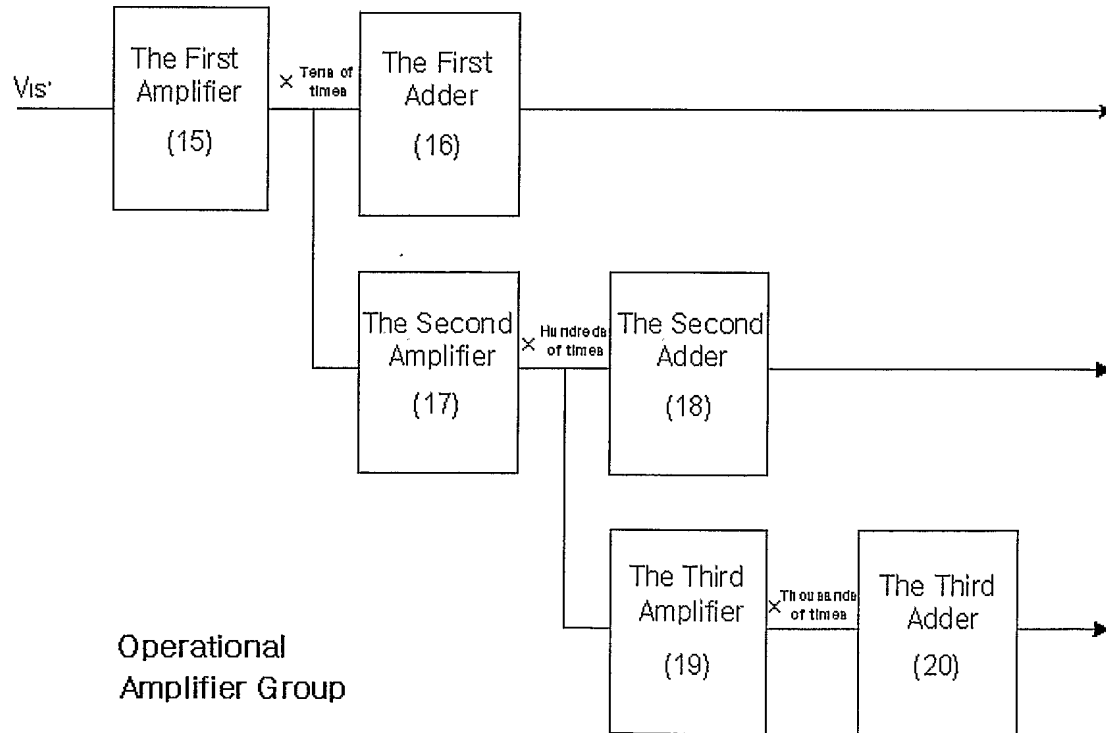 Vis'
The First
Amplifier
(15)
× Tens of
times
The First
Adder
(16)
The Second
Amplifier
(17)
× Hundreds
of times
The Second
Adder
(18)
The Third
Amplifier
(19)
× Thousands
of times
The Third
Adder
(20)
Operational
Amplifier Group